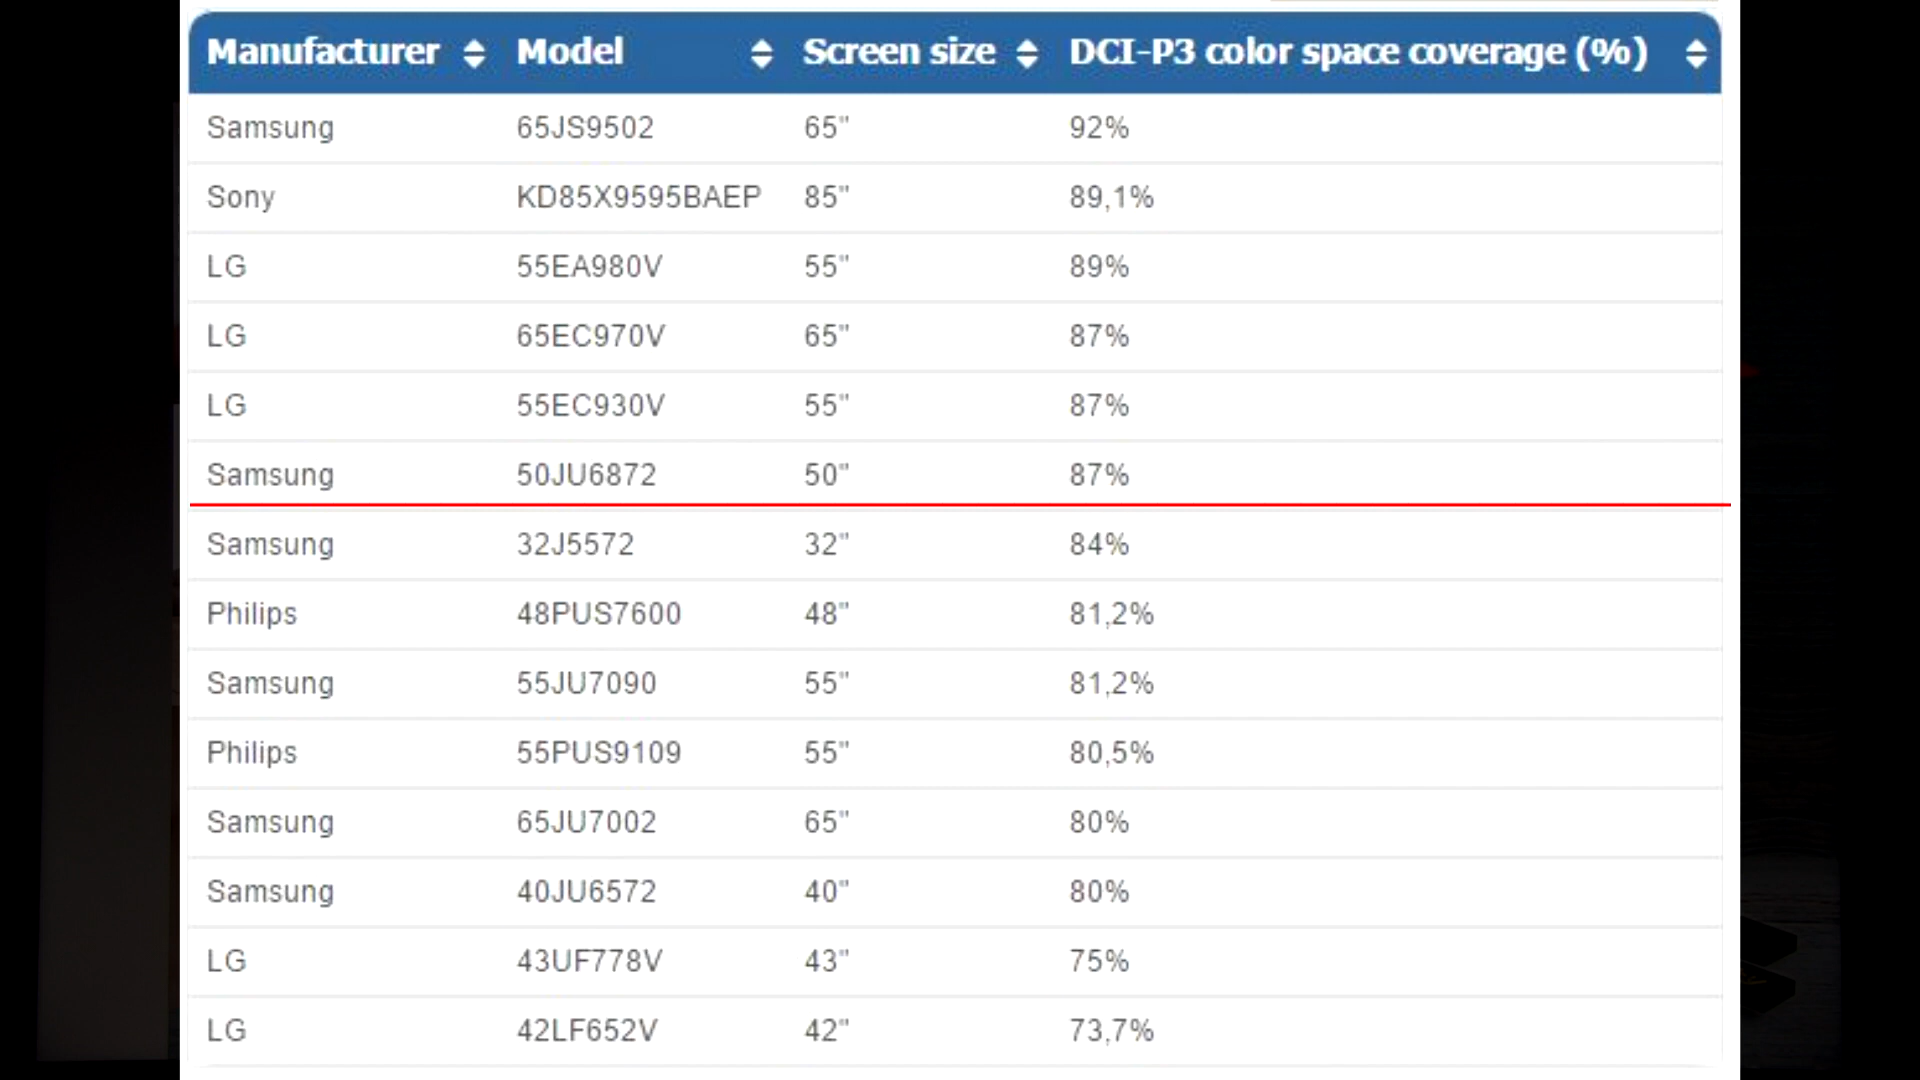 Manufacturer Model Screen size DCI-P3 color space coverage (%)
Samsung 65JS9502 65" 92%
Sony KD85X9595BAEP 85" 89,1%
LG 55EA980V 55" 89%
LG 65EC970V 65" 87%
LG 55EC930V 55" 87%
Samsung 50JU6872 50" 87%
Samsung 32J5572 32" 84%
Philips 48PUS7600 48" 81,2%
Samsung 55JU7090 55" 81,2%
Philips 55PUS9109 55" 80,5%
Samsung 65JU7002 65" 80%
Samsung 40JU6572 40" 80%
LG 43UF778V 43" 75%
LG 42LF652V 42" 73,7%